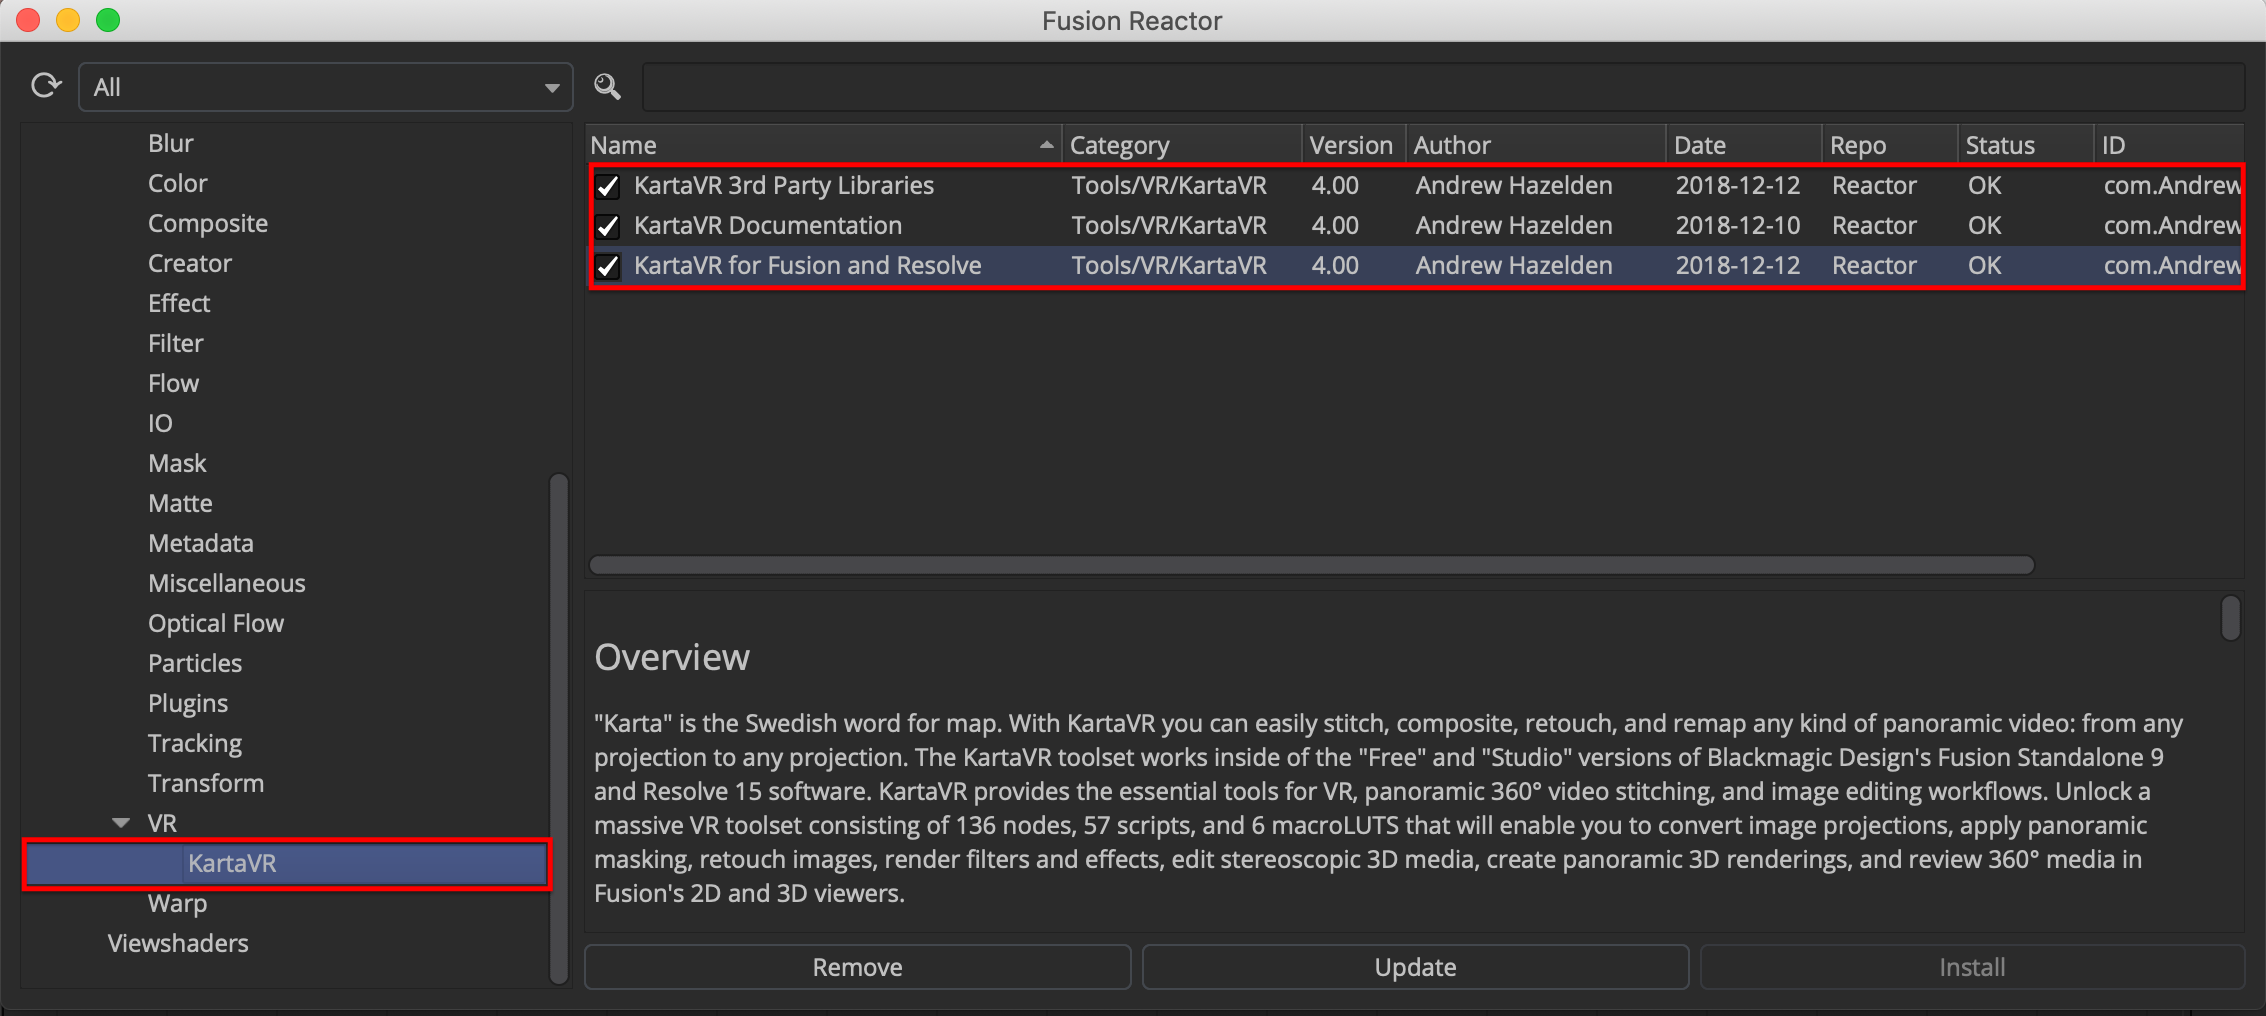 Fusion Reactor
All
Blur
Color
Composite
Creator
Effect
Filter
Flow
IO
Mask
Matte
Metadata
Miscellaneous
Optical Flow
Particles
Plugins
Tracking
Transform
VR
KartaVR
Warp
Viewshaders
Name Category Version Author Date Repo Status ID
KartaVR 3rd Party Libraries Tools/VR/KartaVR 4.00 Andrew Hazelden 2018-12-12 Reactor OK com.Andrew
KartaVR Documentation Tools/VR/KartaVR 4.00 Andrew Hazelden 2018-12-10 Reactor OK com.Andrew
KartaVR for Fusion and Resolve Tools/VR/KartaVR 4.00 Andrew Hazelden 2018-12-12 Reactor OK com.Andrew
Overview
"Karta" is the Swedish word for map. With KartaVR you can easily stitch, composite, retouch, and remap any kind of panoramic video: from any
projection to any projection. The KartaVR toolset works inside of the "Free" and "Studio" versions of Blackmagic Design's Fusion Standalone 9
and Resolve 15 software. KartaVR provides the essential tools for VR, panoramic 360° video stitching, and image editing workflows. Unlock a
massive VR toolset consisting of 136 nodes, 57 scripts, and 6 macroLUTS that will enable you to convert image projections, apply panoramic
masking, retouch images, render filters and effects, edit stereoscopic 3D media, create panoramic 3D renderings, and review 360° media in
Fusion's 2D and 3D viewers.
Remove Update Install